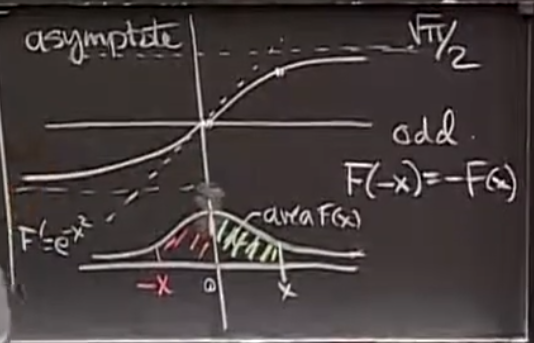 asymptote
√π/2
odd.
F(-x)=-F(x)
area F(x)
F'=e^-x²
-x
0
x